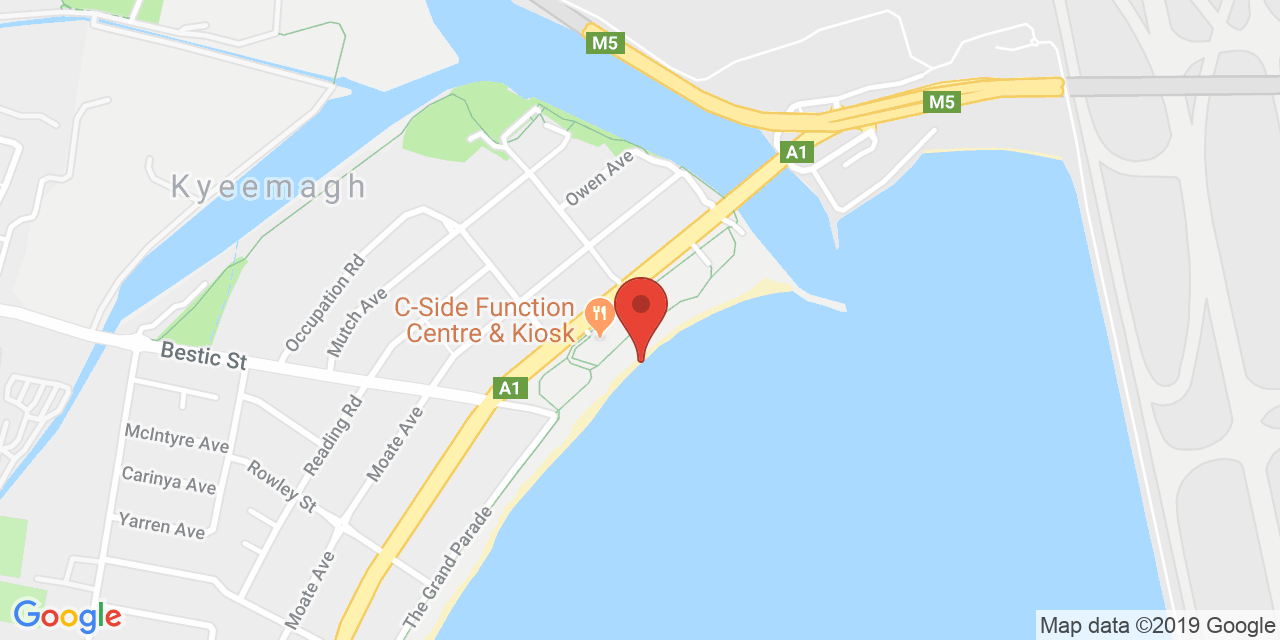 M5
M5
A1
Owen Ave
Kyeemagh
Occupation Rd
Mutch Ave
C-Side Function
Centre & Kiosk
Bestic St
A1
McIntyre Ave
Reading Rd
Moate Ave
Carinya Ave
Rowley St
Yarren Ave
The Grand Parade
Moate Ave
Google
Map data ©2019 Google